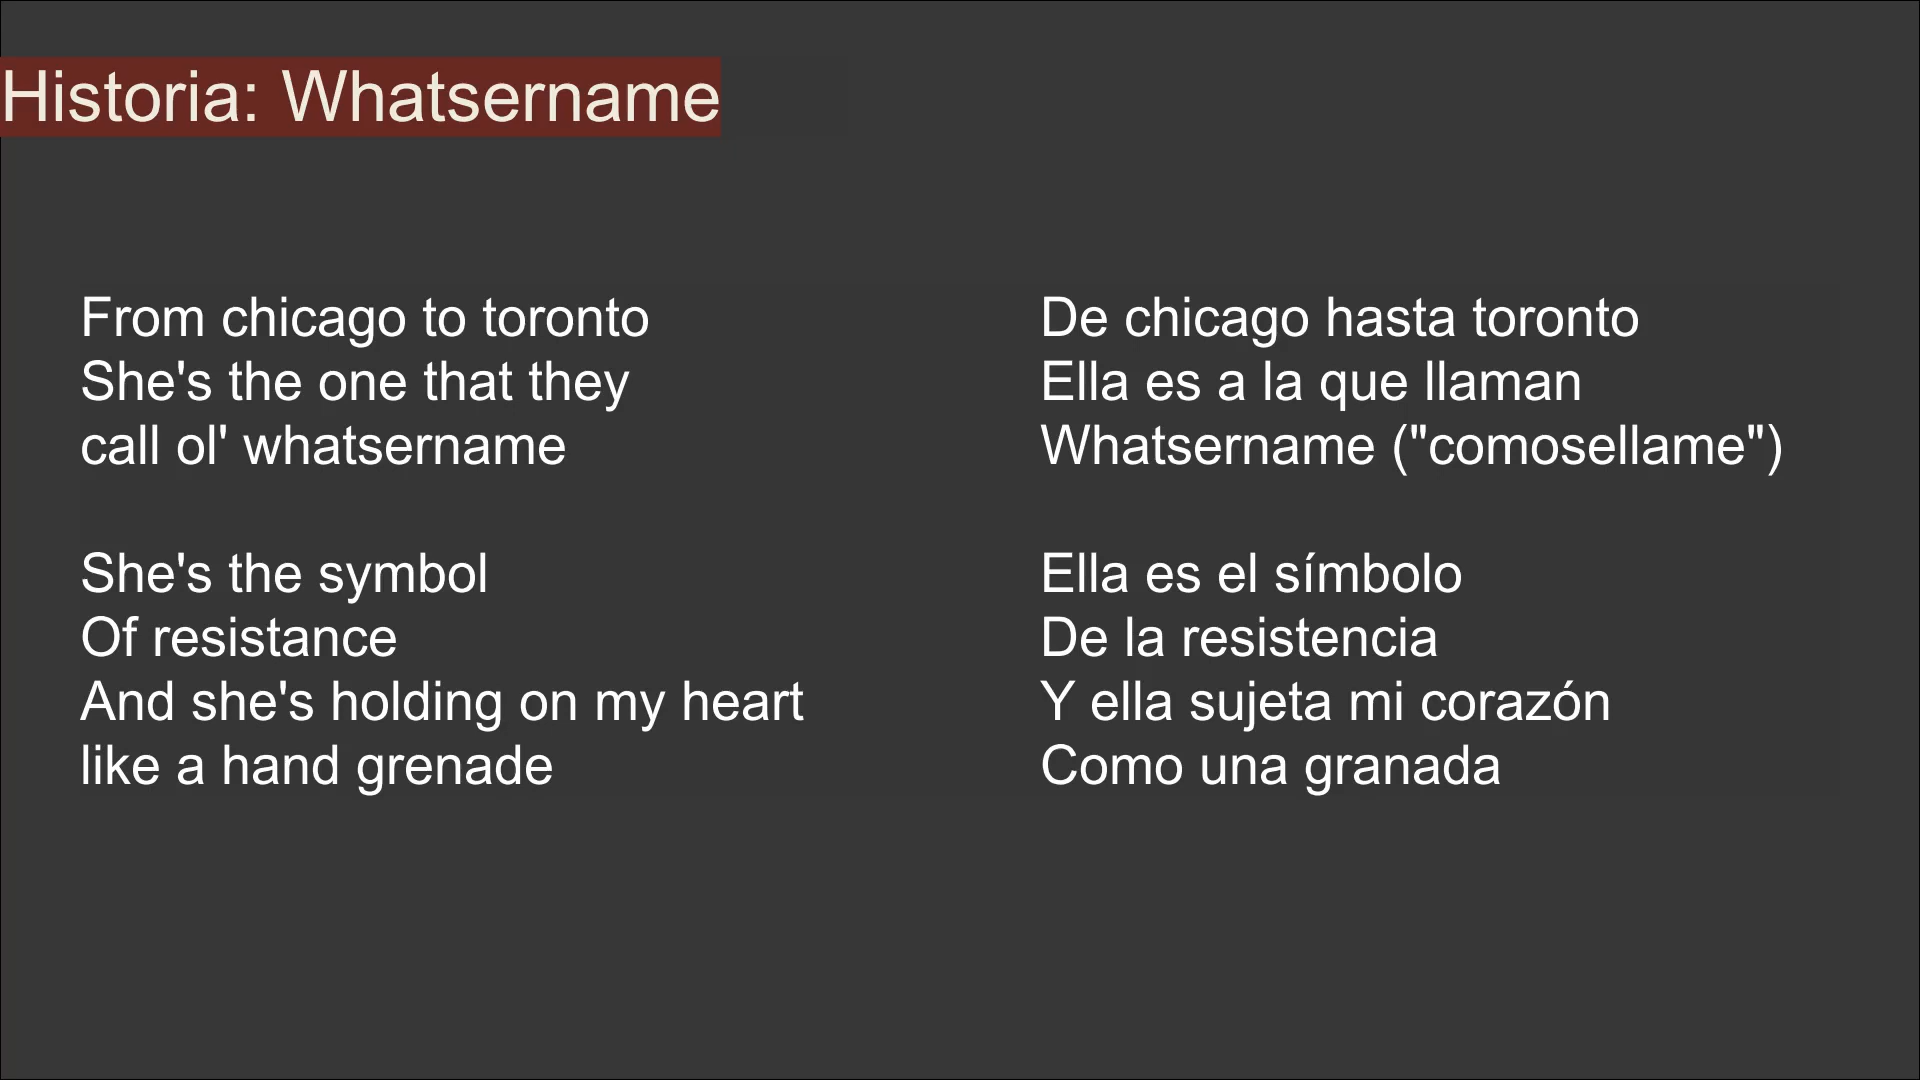 Historia: Whatsername
From chicago to toronto
She's the one that they
call ol' whatsername
She's the symbol
Of resistance
And she's holding on my heart
like a hand grenade
De chicago hasta toronto
Ella es a la que llaman
Whatsername ("comosellame")
Ella es el símbolo
De la resistencia
Y ella sujeta mi corazón
Como una granada